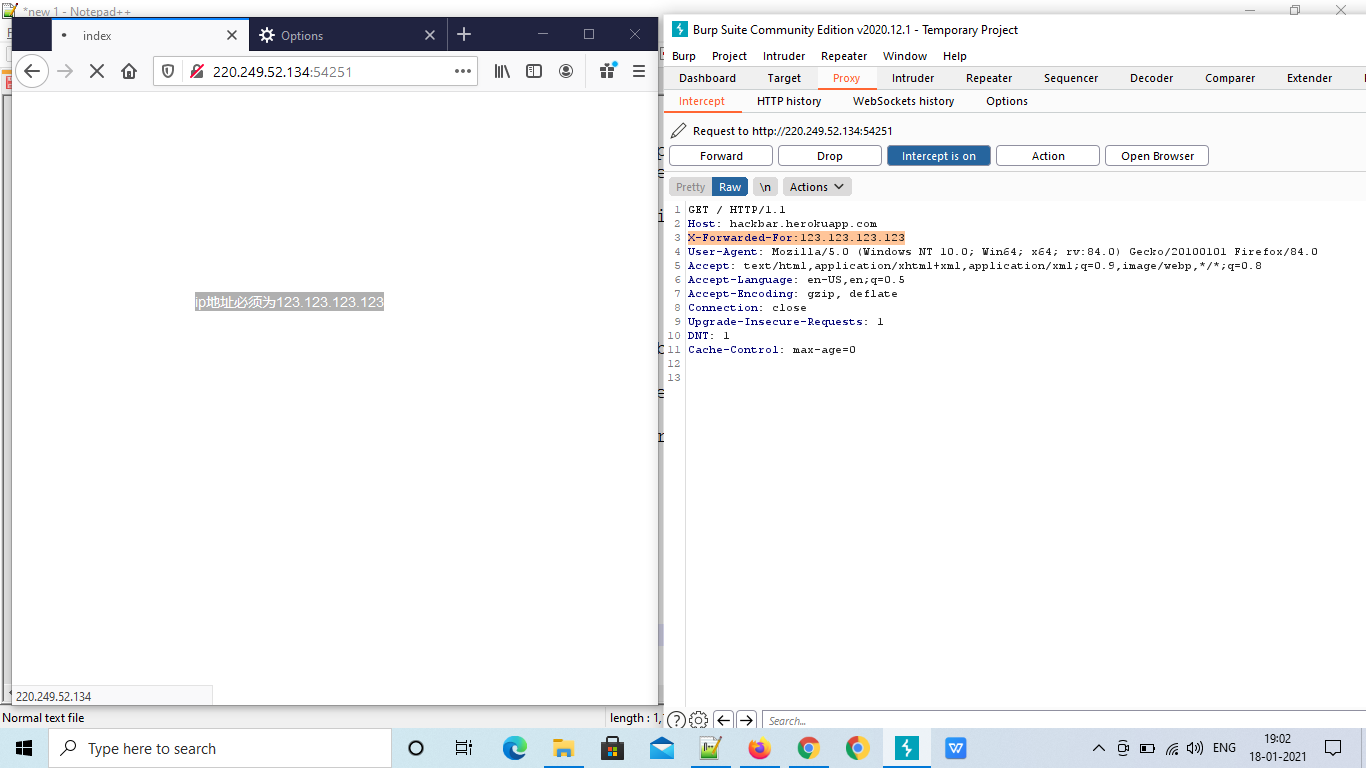 *new 1 - Notepad++
index
Options
220.249.52.134:54251
ip地址必须为123.123.123.123
220.249.52.134
Normal text file
length : 1,
Burp Suite Community Edition v2020.12.1 - Temporary Project
Burp Project Intruder Repeater Window Help
Dashboard Target Proxy Intruder Repeater Sequencer Decoder Comparer Extender
Intercept HTTP history WebSockets history Options
Request to http://220.249.52.134:54251
Forward Drop Intercept is on Action Open Browser
Pretty Raw \n Actions
1 GET / HTTP/1.1
2 Host: hackbar.herokuapp.com
3 X-Forwarded-For:123.123.123.123
4 User-Agent: Mozilla/5.0 (Windows NT 10.0; Win64; x64; rv:84.0) Gecko/20100101 Firefox/84.0
5 Accept: text/html,application/xhtml+xml,application/xml;q=0.9,image/webp,*/*;q=0.8
6 Accept-Language: en-US,en;q=0.5
7 Accept-Encoding: gzip, deflate
8 Connection: close
9 Upgrade-Insecure-Requests: 1
10 DNT: 1
11 Cache-Control: max-age=0
12
13
Search...
Type here to search
ENG
19:02
18-01-2021